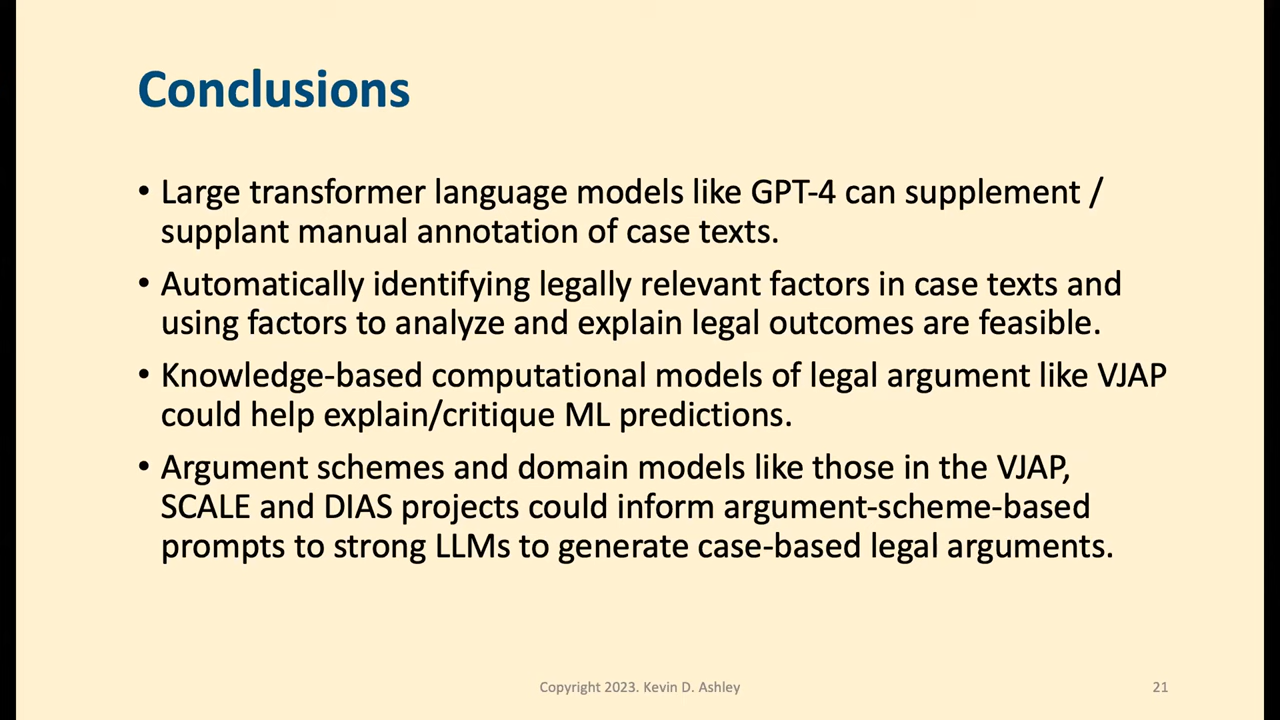 Conclusions
• Large transformer language models like GPT-4 can supplement /
supplant manual annotation of case texts.
• Automatically identifying legally relevant factors in case texts and
using factors to analyze and explain legal outcomes are feasible.
• Knowledge-based computational models of legal argument like VJAP
could help explain/critique ML predictions.
• Argument schemes and domain models like those in the VJAP,
SCALE and DIAS projects could inform argument-scheme-based
prompts to strong LLMs to generate case-based legal arguments.
Copyright 2023. Kevin D. Ashley
21